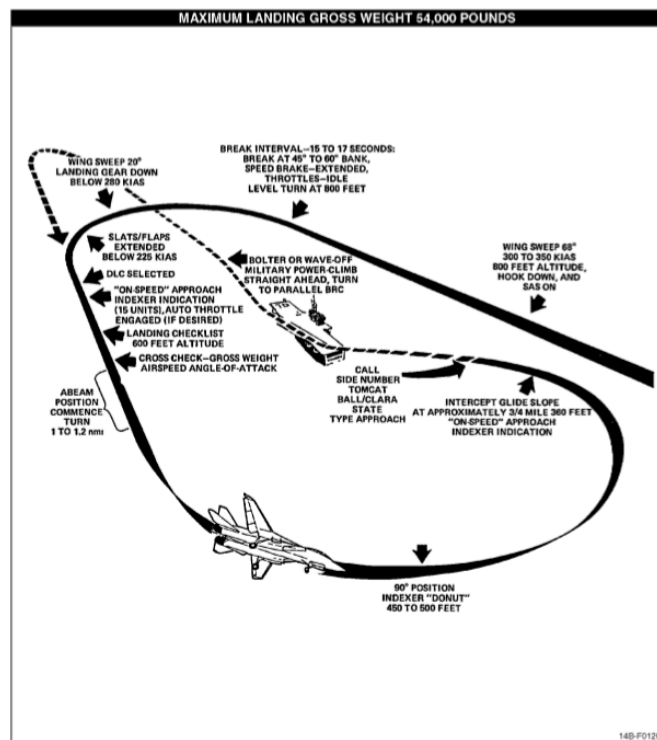 MAXIMUM LANDING GROSS WEIGHT 54,000 POUNDS
BREAK INTERVAL—15 TO 17 SECONDS:
BREAK AT 45° TO 60° BANK,
SPEED BRAKE—EXTENDED,
THROTTLES—IDLE
LEVEL TURN AT 800 FEET
WING SWEEP 20°
LANDING GEAR DOWN
BELOW 280 KIAS
SLATS/FLAPS
EXTENDED
BELOW 225 KIAS
BOLTER OR WAVE-OFF
MILITARY POWER-CLIMB
STRAIGHT AHEAD, TURN
TO PARALLEL BRC
WING SWEEP 68°
300 TO 350 KIAS
800 FEET ALTITUDE,
HOOK DOWN, AND
SAS ON
DLC SELECTED
"ON-SPEED" APPROACH
INDEXER INDICATION
(15 UNITS), AUTO THROTTLE
ENGAGED (IF DESIRED)
LANDING CHECKLIST
600 FEET ALTITUDE
CROSS CHECK—GROSS WEIGHT
AIRSPEED ANGLE-OF-ATTACK
CALL
SIDE NUMBER
TOMCAT
BALL/CLARA
STATE
TYPE APPROACH
INTERCEPT GLIDE SLOPE
AT APPROXIMATELY 3/4 MILE 360 FEET
"ON-SPEED" APPROACH
INDEXER INDICATION
ABEAM
POSITION
COMMENCE
TURN
1 TO 1.2 nmi
90° POSITION
INDEXER "DONUT"
450 TO 500 FEET